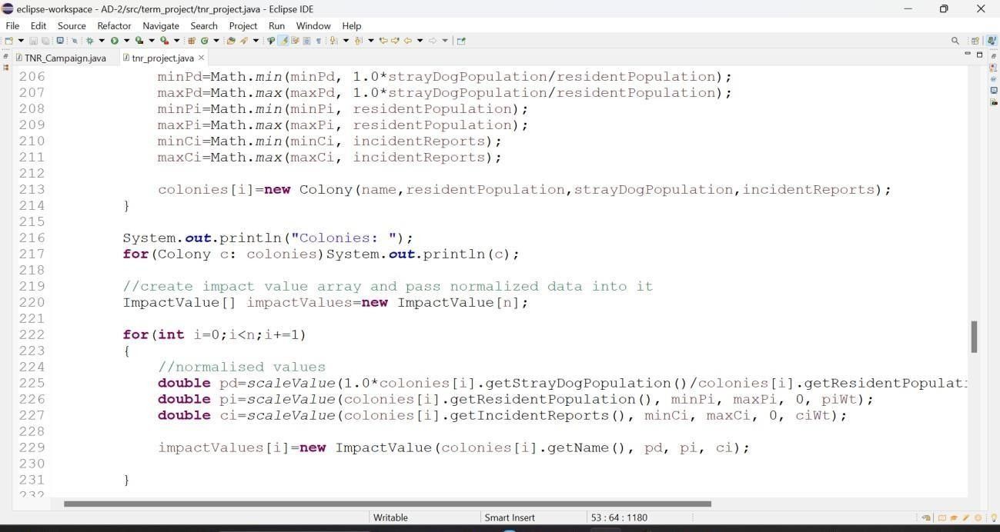 eclipse-workspace - AD-2/src/term_project/tnr_project.java - Eclipse IDE
File Edit Source Refactor Navigate Search Project Run Window Help
TNR_Campaign.java tnr_project.java
206 minPd=Math.min(minPd, 1.0*strayDogPopulation/residentPopulation);
207 maxPd=Math.max(maxPd, 1.0*strayDogPopulation/residentPopulation);
208 minPi=Math.min(minPi, residentPopulation);
209 maxPi=Math.max(maxPi, residentPopulation);
210 minCi=Math.min(minCi, incidentReports);
211 maxCi=Math.max(maxCi, incidentReports);
212
213 colonies[i]=new Colony(name,residentPopulation,strayDogPopulation,incidentReports);
214 }
215
216 System.out.println("Colonies: ");
217 for(Colony c: colonies)System.out.println(c);
218
219 //create impact value array and pass normalized data into it
220 ImpactValue[] impactValues=new ImpactValue[n];
221
222 for(int i=0;i<n;i+=1)
223 {
224 //normalised values
225 double pd=scaleValue(1.0*colonies[i].getStrayDogPopulation()/colonies[i].getResidentPopulat
226 double pi=scaleValue(colonies[i].getResidentPopulation(), minPi, maxPi, 0, piWt);
227 double ci=scaleValue(colonies[i].getIncidentReports(), minCi, maxCi, 0, ciWt);
228
229 impactValues[i]=new ImpactValue(colonies[i].getName(), pd, pi, ci);
230
231 }
232
Writable Smart Insert 53 : 64 : 1180